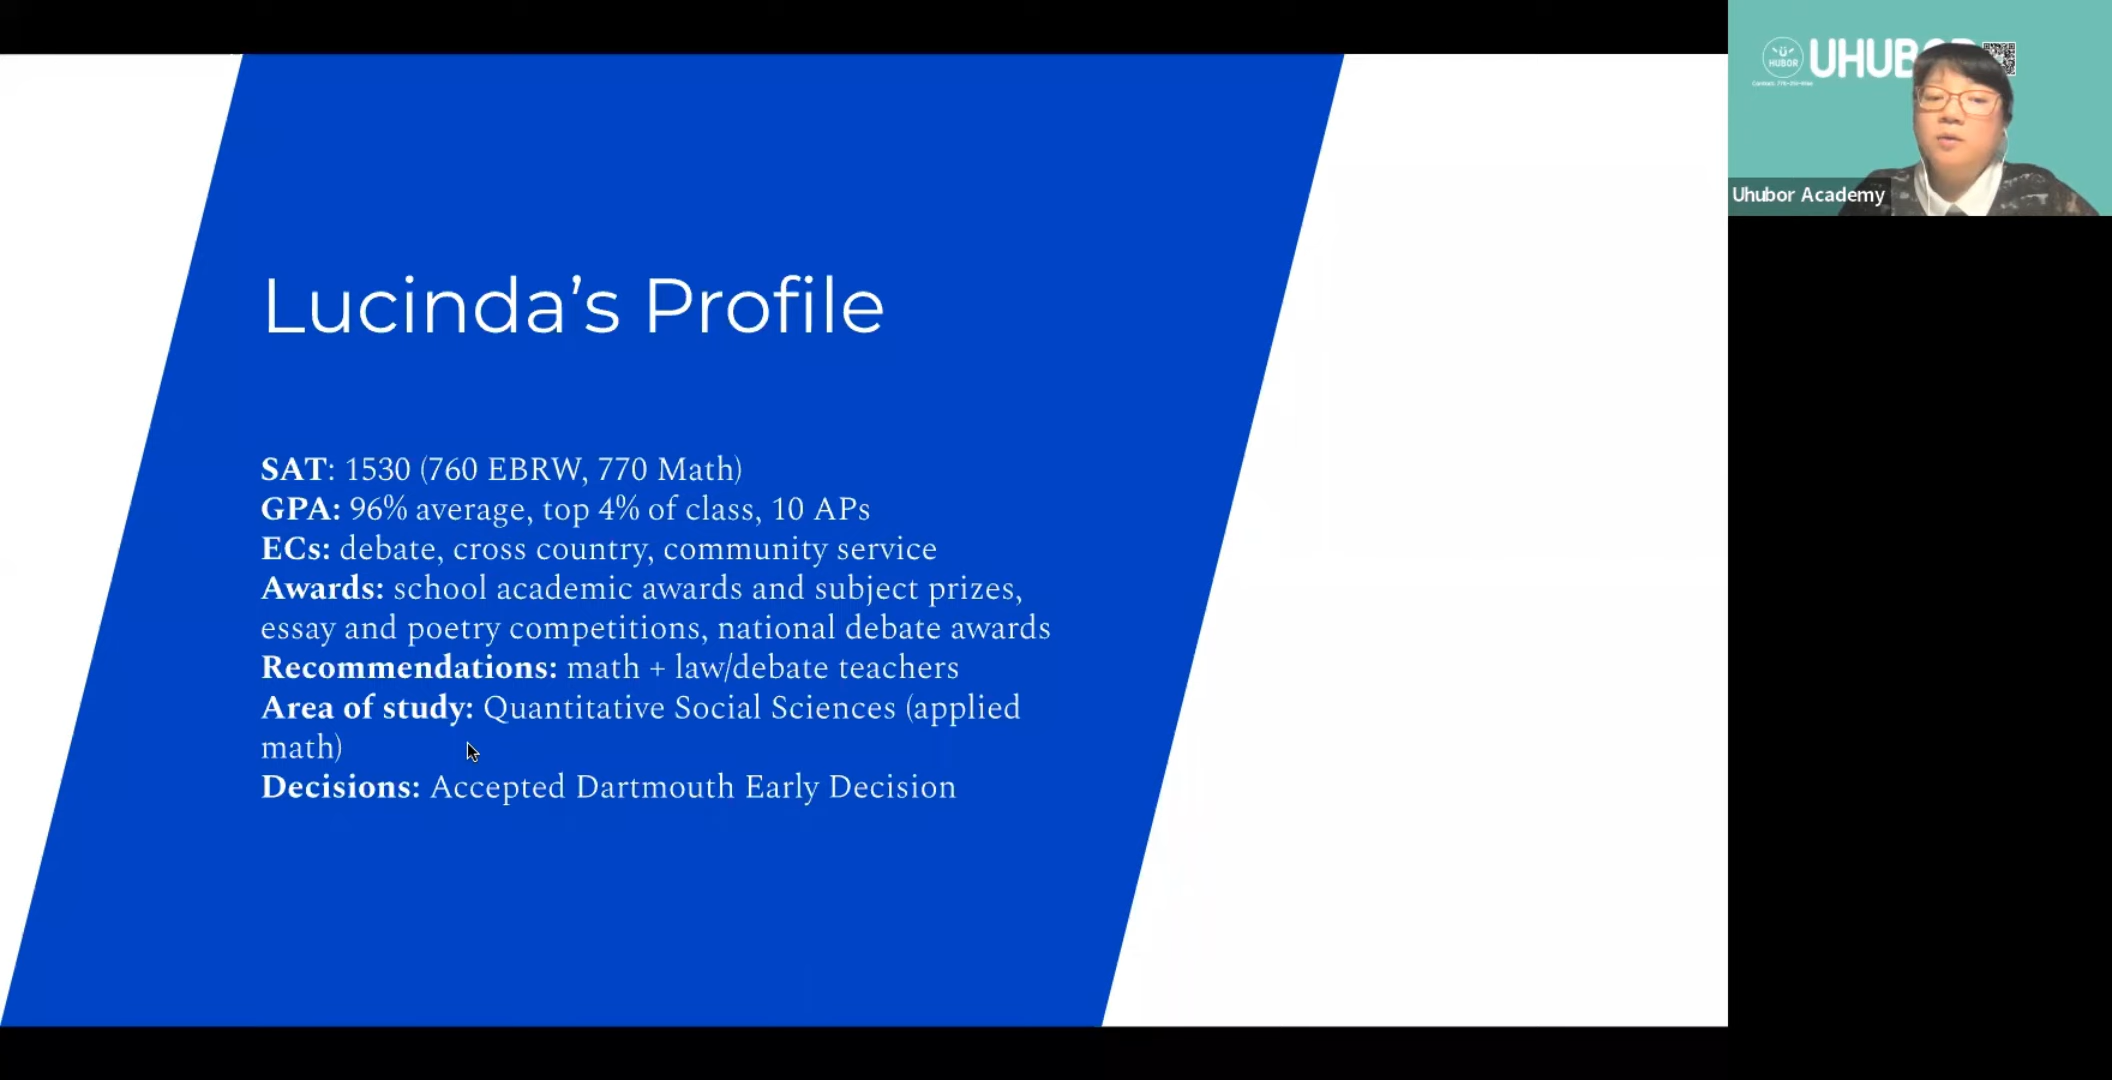 Lucinda’s Profile
SAT: 1530 (760 EBRW, 770 Math)
GPA: 96% average, top 4% of class, 10 APs
ECs: debate, cross country, community service
Awards: school academic awards and subject prizes,
essay and poetry competitions, national debate awards
Recommendations: math + law/debate teachers
Area of study: Quantitative Social Sciences (applied
math)
Decisions: Accepted Dartmouth Early Decision
HUBOR
Uhubor Academy